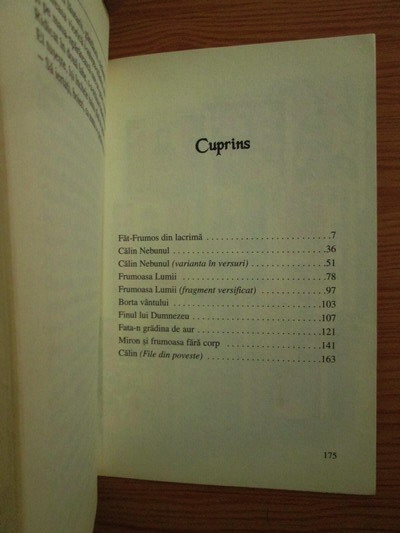 Cuprins
Făt-Frumos din lacrimă . . . . . . . . . . . . . . . . . . . . . . . .7
Călin Nebunul . . . . . . . . . . . . . . . . . . . . . . . . . . . . .36
Călin Nebunul (varianta în versuri) . . . . . . . . . . . . . . . .51
Frumoasa Lumii . . . . . . . . . . . . . . . . . . . . . . . . . . . .78
Frumoasa Lumii (fragment versificat) . . . . . . . . . . . . . .97
Borta vântului . . . . . . . . . . . . . . . . . . . . . . . . . . . .103
Finul lui Dumnezeu . . . . . . . . . . . . . . . . . . . . . . . .107
Fata-n grădina de aur . . . . . . . . . . . . . . . . . . . . . . .121
Miron și frumoasa fără corp . . . . . . . . . . . . . . . . . .141
Călin (File din poveste) . . . . . . . . . . . . . . . . . . . . . .163
175